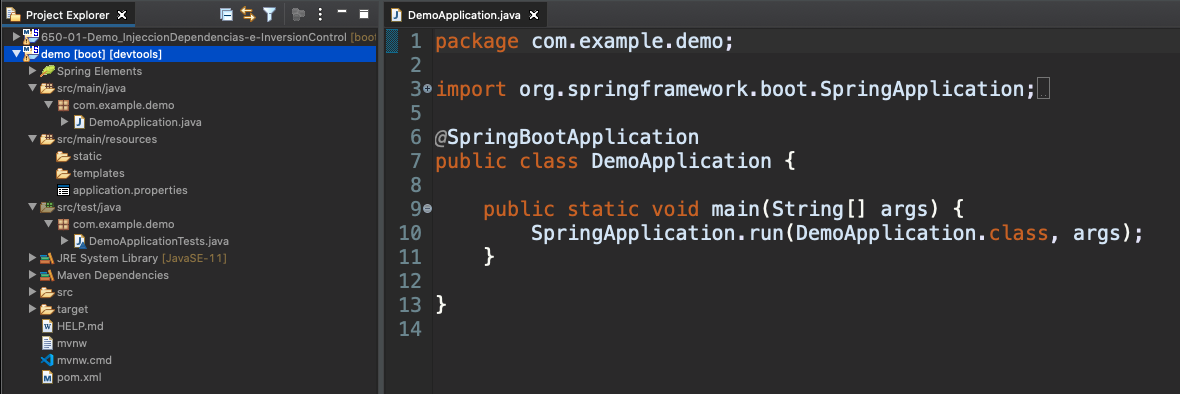 Project Explorer
650-01-Demo_InjeccionDependencias-e-InversionControl [boot
demo [boot] [devtools]
Spring Elements
src/main/java
com.example.demo
DemoApplication.java
src/main/resources
static
templates
application.properties
src/test/java
com.example.demo
DemoApplicationTests.java
JRE System Library [JavaSE-11]
Maven Dependencies
src
target
HELP.md
mvnw
mvnw.cmd
pom.xml
DemoApplication.java
1 package com.example.demo;
2
3 import org.springframework.boot.SpringApplication;
5
6 @SpringBootApplication
7 public class DemoApplication {
8
9 public static void main(String[] args) {
10 SpringApplication.run(DemoApplication.class, args);
11 }
12
13 }
14